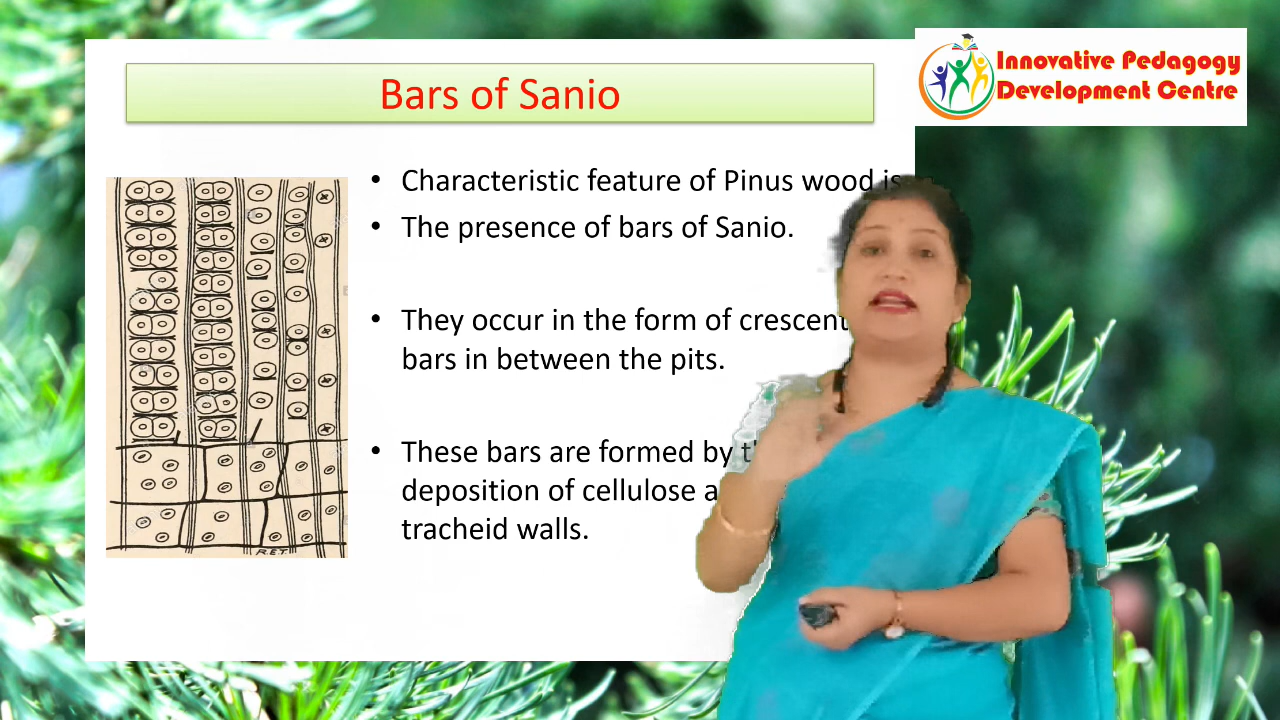 Innovative Pedagogy
Development Centre
Bars of Sanio
• Characteristic feature of Pinus wood is
• The presence of bars of Sanio.
• They occur in the form of crescent
bars in between the pits.
• These bars are formed by
deposition of cellulose
tracheid walls.
R.E.T